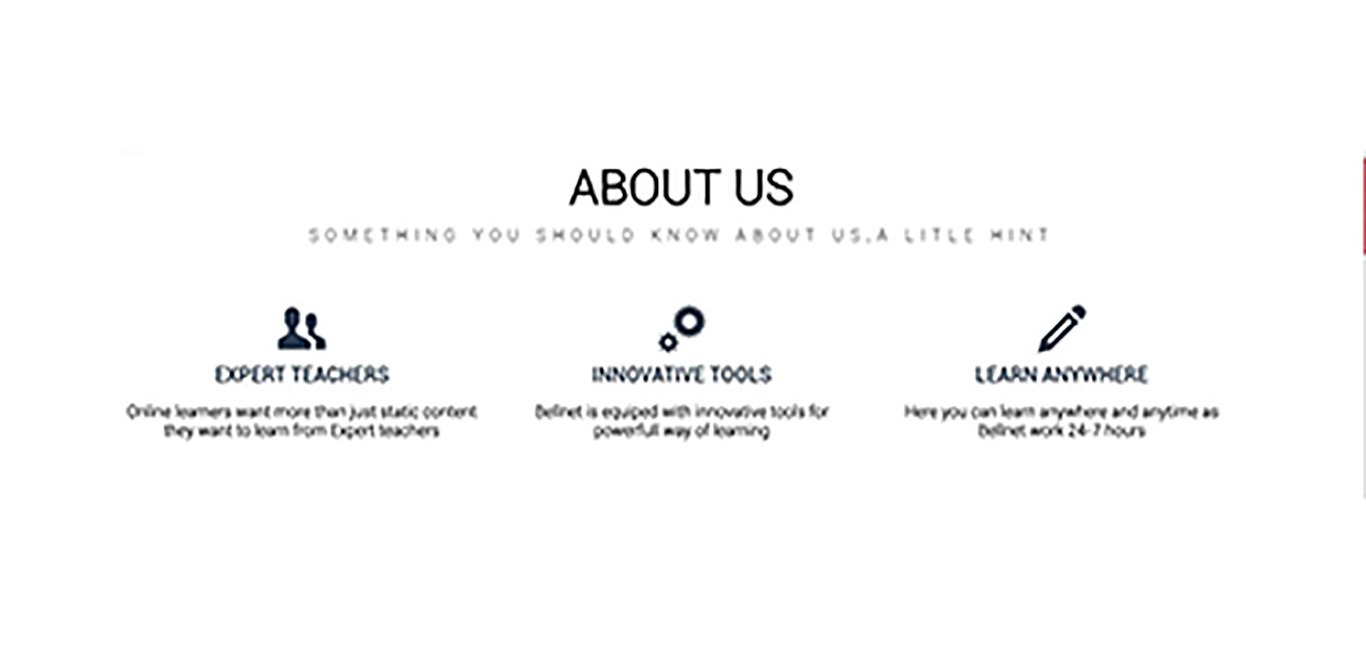 ABOUT US
SOMETHING YOU SHOULD KNOW ABOUT US,A LITLE HINT
EXPERT TEACHERS
INNOVATIVE TOOLS
LEARN ANYWHERE
Online learners want more than just static content
they want to learn from Expert teachers
Bellnet is equiped with innovative tools for
powerfull way of learning
Here you can learn anywhere and anytime as
Bellnet work 24-7 hours